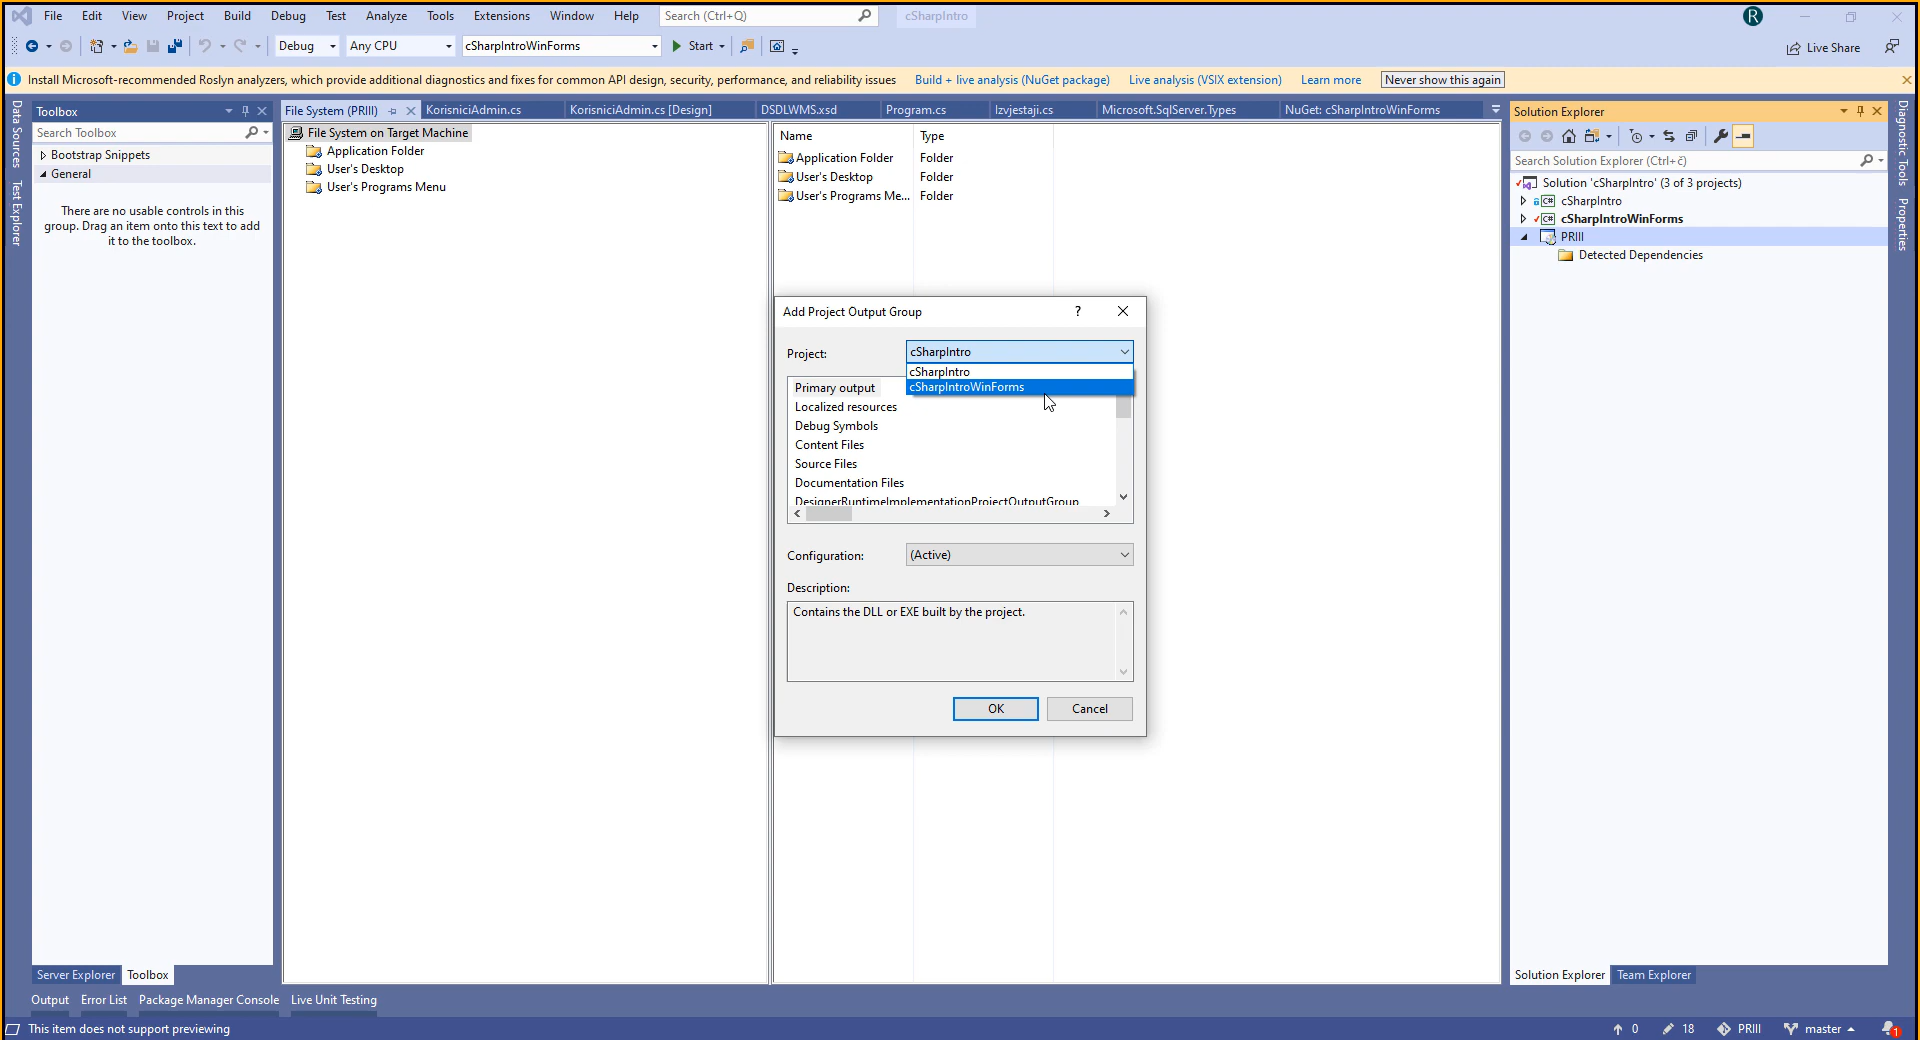 File Edit View Project Build Debug Test Analyze Tools Extensions Window Help Search (Ctrl+Q) cSharpIntro R
Debug Any CPU cSharpIntroWinForms Start Live Share
Install Microsoft-recommended Roslyn analyzers, which provide additional diagnostics and fixes for common API design, security, performance, and reliability issues Build + live analysis (NuGet package) Live analysis (VSIX extension) Learn more Never show this again
Data Sources
Test Explorer
Toolbox
Search Toolbox
Bootstrap Snippets
General
There are no usable controls in this
group. Drag an item onto this text to add
it to the toolbox.
Server Explorer Toolbox
File System (PRIII) KorisniciAdmin.cs KorisniciAdmin.cs [Design] DSDLWMS.xsd Program.cs Izvjestaji.cs Microsoft.SqlServer.Types NuGet: cSharpIntroWinForms
File System on Target Machine
Application Folder
User's Desktop
User's Programs Menu
Name Type
Application Folder Folder
User's Desktop Folder
User's Programs Me... Folder
Add Project Output Group ?
Project: cSharpIntro
cSharpIntro
cSharpIntroWinForms
Primary output
Localized resources
Debug Symbols
Content Files
Source Files
Documentation Files
DesignerRuntimeImplementationProjectOutputGroup
Configuration: (Active)
Description:
Contains the DLL or EXE built by the project.
OK Cancel
Solution Explorer
Search Solution Explorer (Ctrl+č)
Solution 'cSharpIntro' (3 of 3 projects)
C# cSharpIntro
C# cSharpIntroWinForms
PRIII
Detected Dependencies
Solution Explorer Team Explorer
Diagnostic Tools
Properties
Output Error List Package Manager Console Live Unit Testing
This item does not support previewing 0 18 PRIII master 1